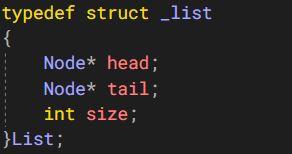 typedef struct _list
{
    Node* head;
    Node* tail;
    int size;
}List;